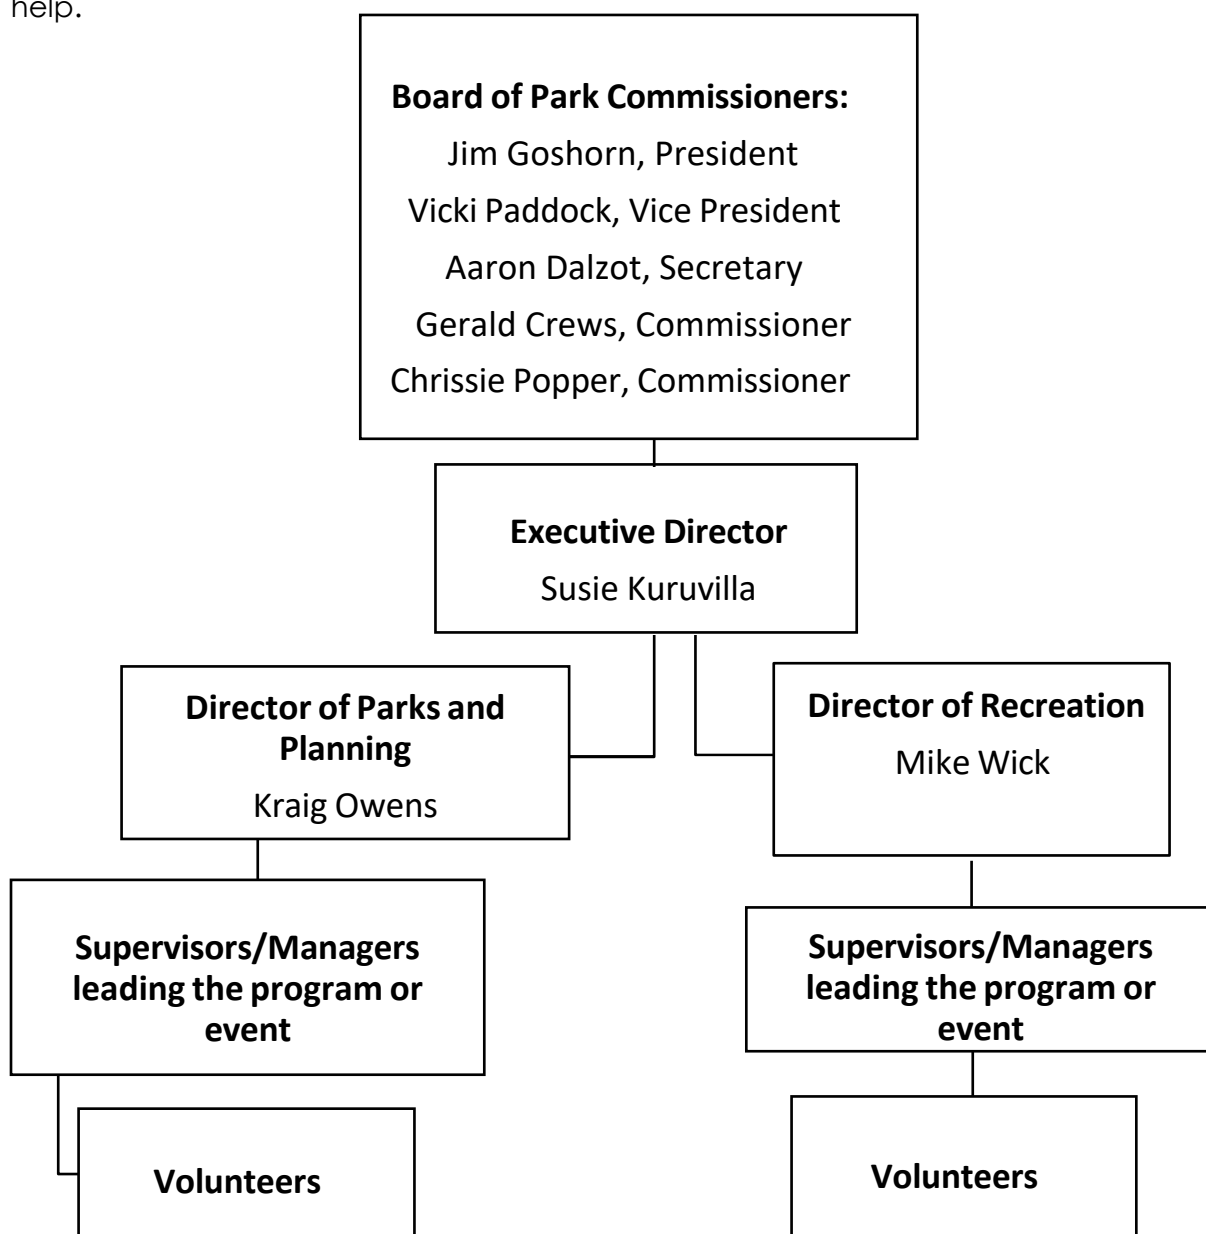 help.
Board of Park Commissioners:
Jim Goshorn, President
Vicki Paddock, Vice President
Aaron Dalzot, Secretary
Gerald Crews, Commissioner
Chrissie Popper, Commissioner
Executive Director
Susie Kuruvilla
Director of Parks and
Planning
Kraig Owens
Director of Recreation
Mike Wick
Supervisors/Managers
leading the program or
event
Supervisors/Managers
leading the program or
event
Volunteers
Volunteers